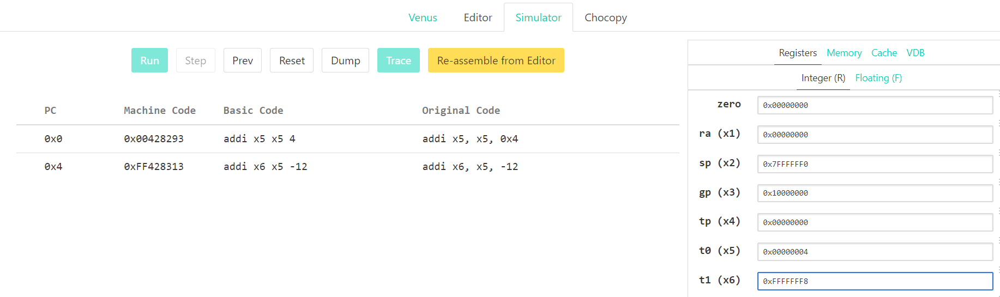 Venus Editor Simulator Chocopy
Run Step Prev Reset Dump Trace Re-assemble from Editor
PC Machine Code Basic Code Original Code
0x0 0x00428293 addi x5 x5 4 addi x5, x5, 0x4
0x4 0xFF428313 addi x6 x5 -12 addi x6, x5, -12
Registers Memory Cache VDB
Integer (R) Floating (F)
zero 0x00000000
ra (x1) 0x00000000
sp (x2) 0x7FFFFFF0
gp (x3) 0x10000000
tp (x4) 0x00000000
t0 (x5) 0x00000004
t1 (x6) 0xFFFFFFF8